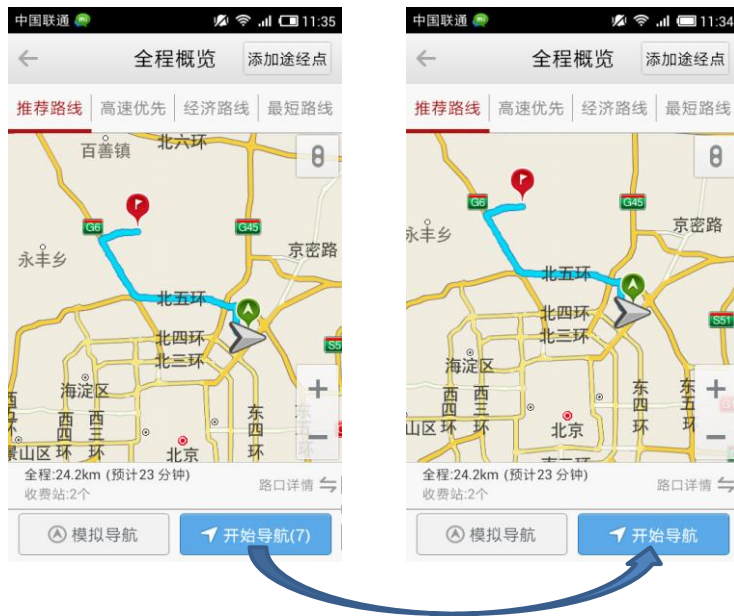 中国联通 11:35
全程概览 添加途经点
推荐路线 高速优先 经济路线 最短路线
百善镇 北六环
G6 G45
永丰乡 京密路
北五环
北四环
北三环
海淀区
西四环 西三环 东四环
北京
全程:24.2km (预计23 分钟)
收费站:2个 路口详情
模拟导航 开始导航(7)
中国联通 11:34
全程概览 添加途经点
推荐路线 高速优先 经济路线 最短路线
G6 G45
永丰乡 京密路
北五环
北四环 S51
北三环
海淀区
西四环 西三环 东四环 东五环
北京
全程:24.2km (预计23 分钟)
收费站:2个 路口详情
模拟导航 开始导航